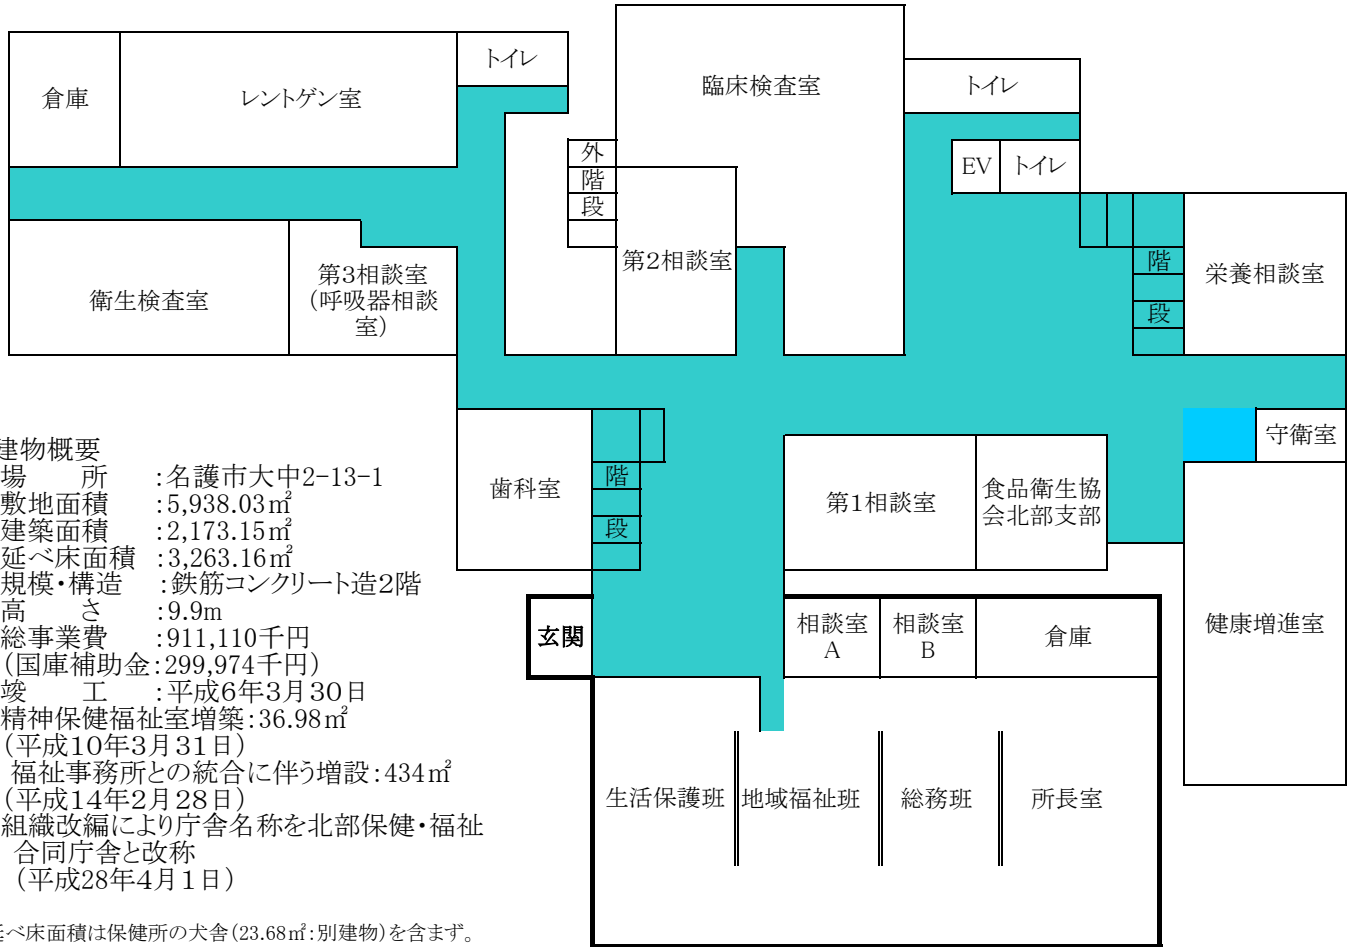 倉庫
レントゲン室
トイレ
臨床検査室
トイレ
外
階
段
EV
トイレ
衛生検査室
第3相談室
(呼吸器相談
室)
第2相談室
階
段
栄養相談室
守衛室
歯科室
階
段
第1相談室
食品衛生協
会北部支部
健康増進室
玄関
相談室
A
相談室
B
倉庫
生活保護班
地域福祉班
総務班
所長室
建物概要
場　所　:名護市大中2-13-1
敷地面積　:5,938.03㎡
建築面積　:2,173.15㎡
延べ床面積　:3,263.16㎡
規模・構造　:鉄筋コンクリート造2階
高　さ　:9.9m
総事業費　:911,110千円
(国庫補助金:299,974千円)
竣　工　:平成6年3月30日
精神保健福祉室増築:36.98㎡
(平成10年3月31日)
福祉事務所との統合に伴う増設:434㎡
(平成14年2月28日)
組織改編により庁舎名称を北部保健・福祉
合同庁舎と改称
(平成28年4月1日)
延べ床面積は保健所の犬舎(23.68㎡:別建物)を含まず。